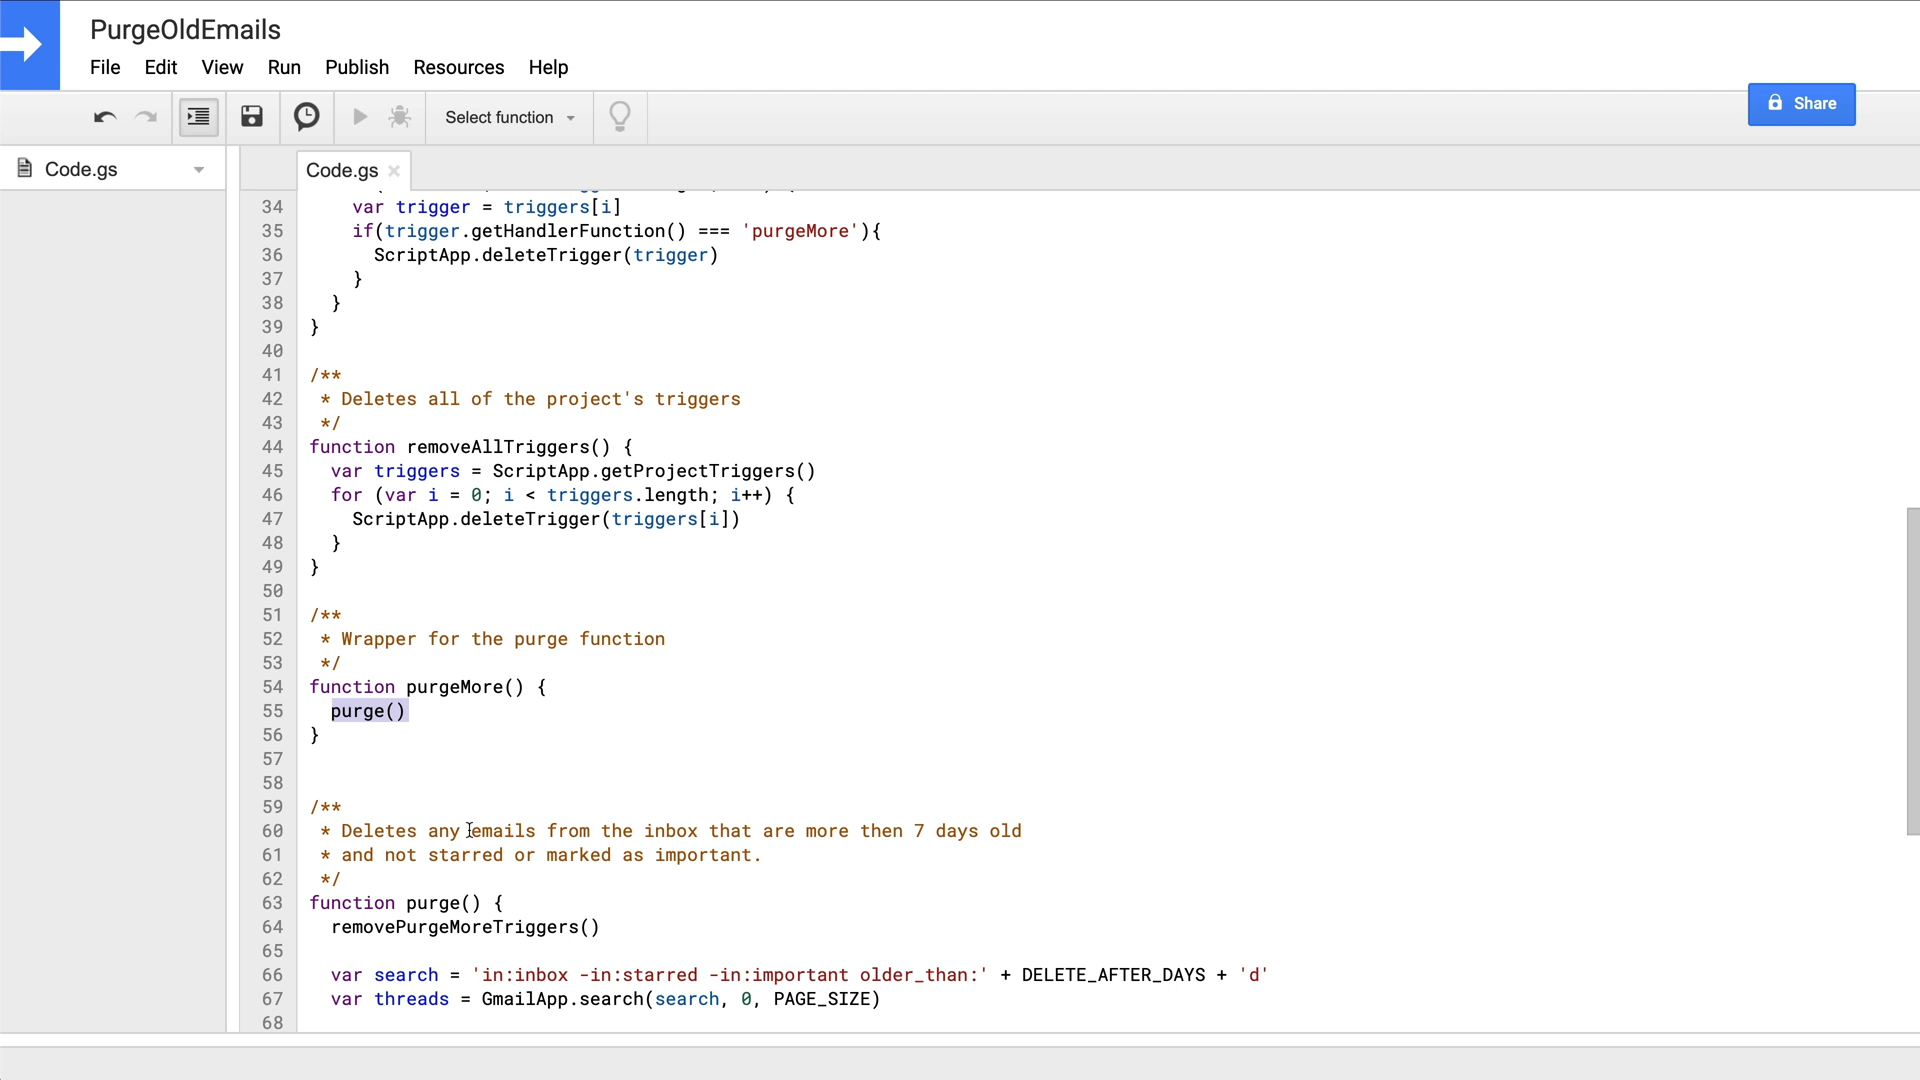 PurgeOldEmails
File Edit View Run Publish Resources Help
Select function
Share
Code.gs
Code.gs
34 var trigger = triggers[i]
35 if(trigger.getHandlerFunction() === 'purgeMore'){
36 ScriptApp.deleteTrigger(trigger)
37 }
38 }
39 }
40
41 /**
42 * Deletes all of the project's triggers
43 */
44 function removeAllTriggers() {
45 var triggers = ScriptApp.getProjectTriggers()
46 for (var i = 0; i < triggers.length; i++) {
47 ScriptApp.deleteTrigger(triggers[i])
48 }
49 }
50
51 /**
52 * Wrapper for the purge function
53 */
54 function purgeMore() {
55 purge()
56 }
57
58
59 /**
60 * Deletes any emails from the inbox that are more then 7 days old
61 * and not starred or marked as important.
62 */
63 function purge() {
64 removePurgeMoreTriggers()
65
66 var search = 'in:inbox -in:starred -in:important older_than:' + DELETE_AFTER_DAYS + 'd'
67 var threads = GmailApp.search(search, 0, PAGE_SIZE)
68